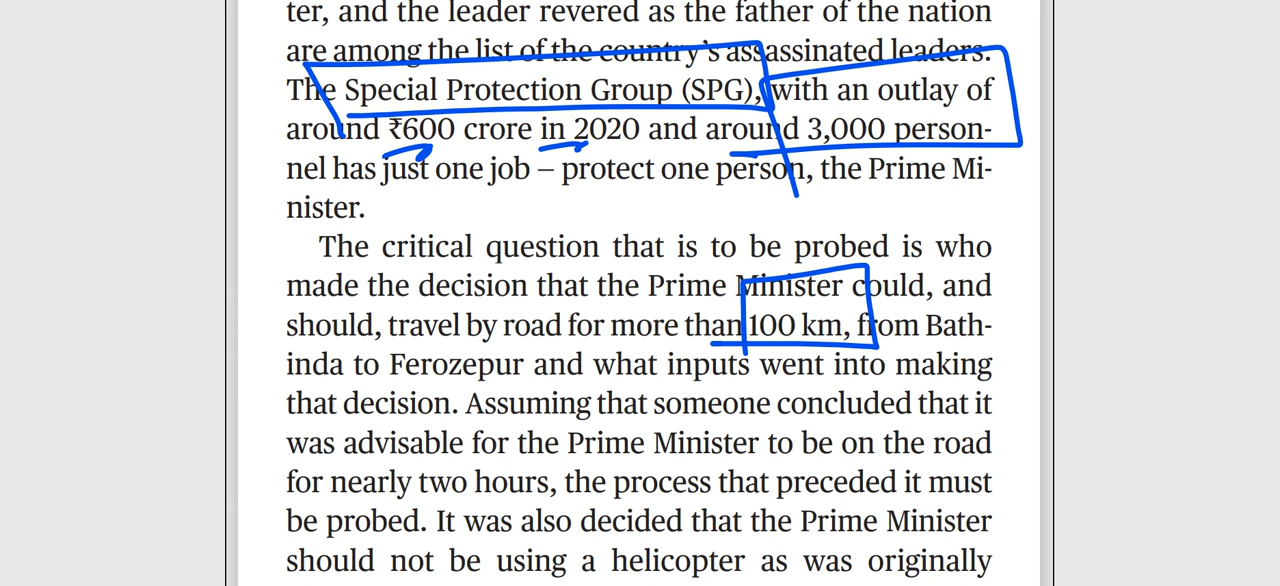 ter, and the leader revered as the father of the nation
are among the list of the country's assassinated leaders.
The Special Protection Group (SPG), with an outlay of
around ₹600 crore in 2020 and around 3,000 person-
nel has just one job – protect one person, the Prime Mi-
nister.
The critical question that is to be probed is who
made the decision that the Prime Minister could, and
should, travel by road for more than 100 km, from Bath-
inda to Ferozepur and what inputs went into making
that decision. Assuming that someone concluded that it
was advisable for the Prime Minister to be on the road
for nearly two hours, the process that preceded it must
be probed. It was also decided that the Prime Minister
should not be using a helicopter as was originally